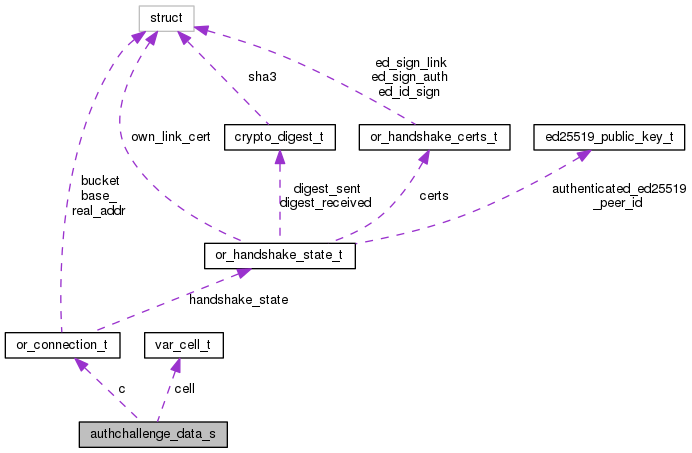 struct
ed_sign_link
ed_sign_auth
ed_id_sign
sha3
own_link_cert
crypto_digest_t
or_handshake_certs_t
ed25519_public_key_t
bucket
base_
real_addr
digest_sent
digest_received
certs
authenticated_ed25519
_peer_id
or_handshake_state_t
handshake_state
or_connection_t
var_cell_t
c
cell
authchallenge_data_s